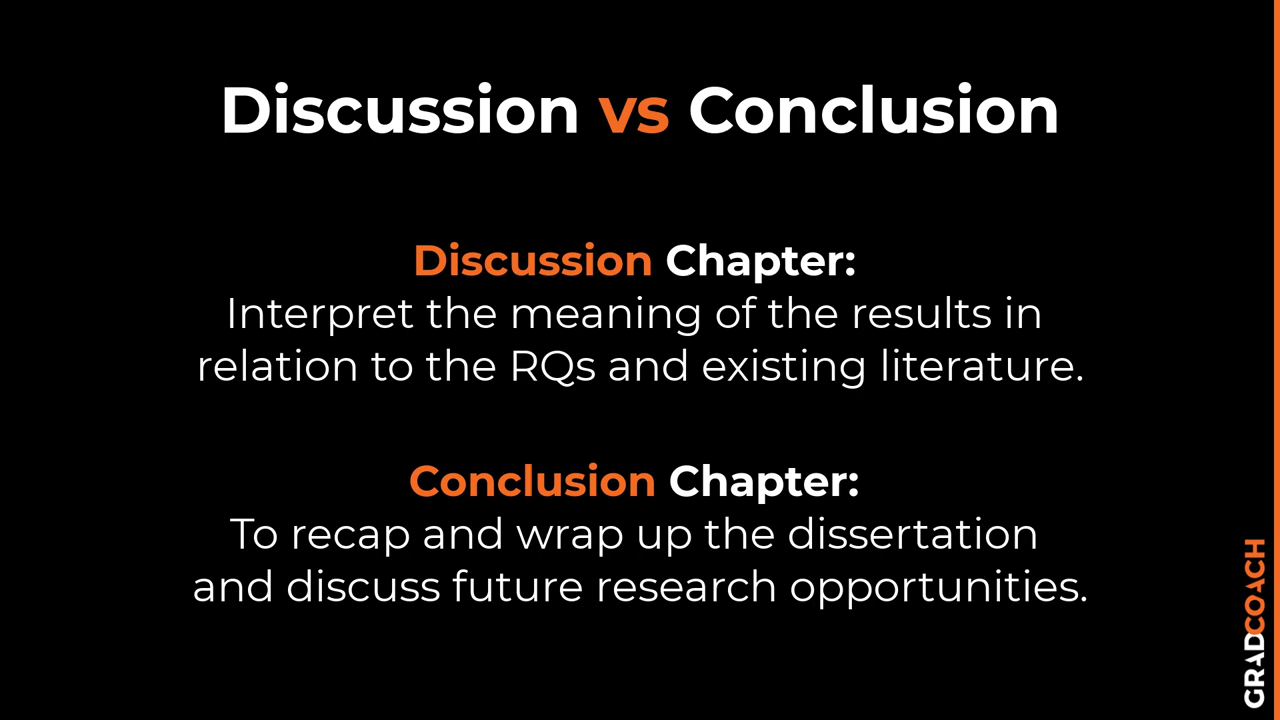 Discussion vs Conclusion
Discussion Chapter:
Interpret the meaning of the results in
relation to the RQs and existing literature.
Conclusion Chapter:
To recap and wrap up the dissertation
and discuss future research opportunities.
GRADCOACH